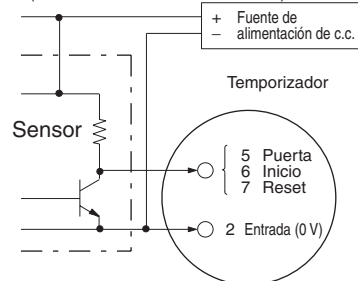 + Fuente de
− alimentación de c.c.
Temporizador
Sensor
5 Puerta
6 Inicio
7 Reset
2 Entrada (0 V)